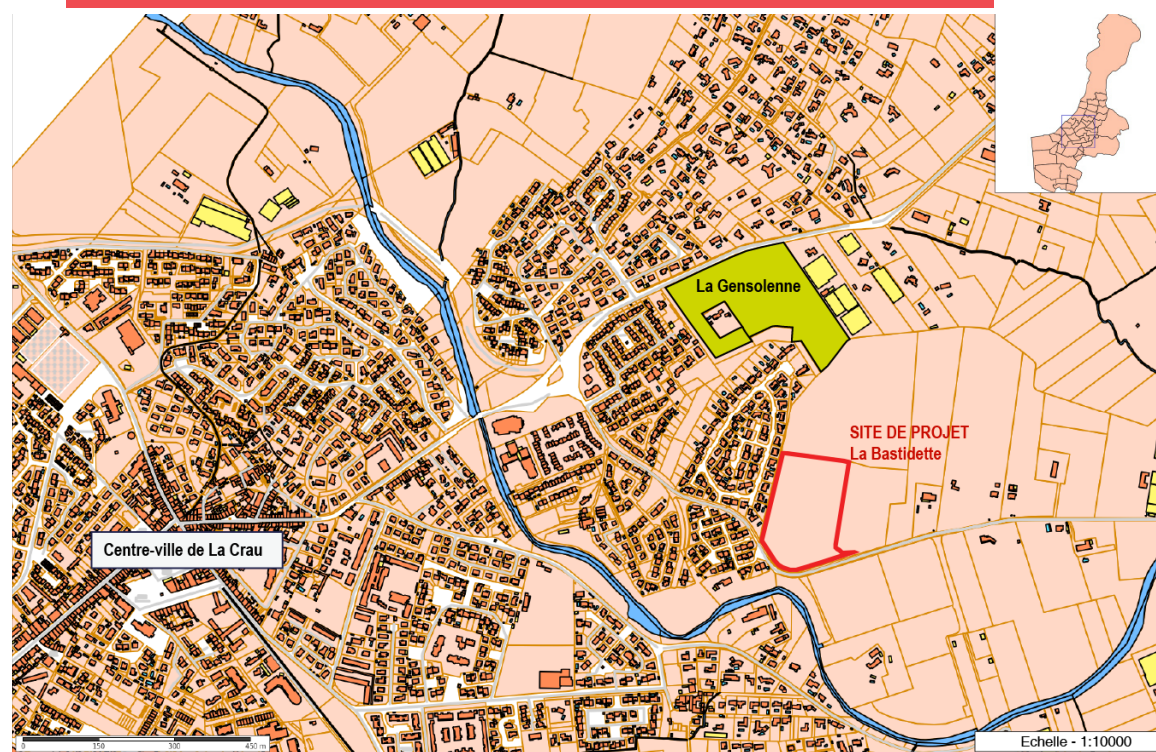 La Gensolenne
SITE DE PROJET
La Bastidette
Centre-ville de La Crau
0 150 300 450 m
Echelle - 1:10000